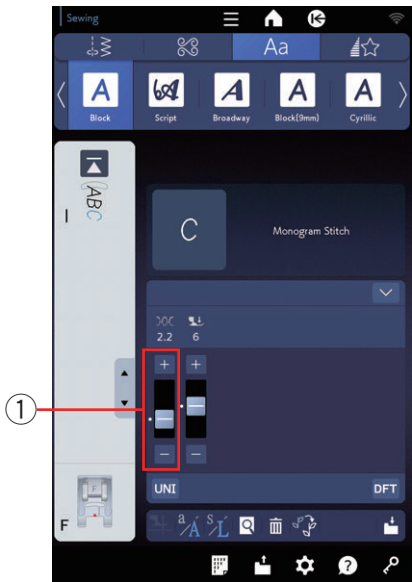 Sewing
Aa
A A A A A
Block Script Broadway Block(9mm) Cyrillic
ABC
C Monogram Stitch
2.2 6
+ +
①
− −
UNI DFT
F
F
a/A S/L
?